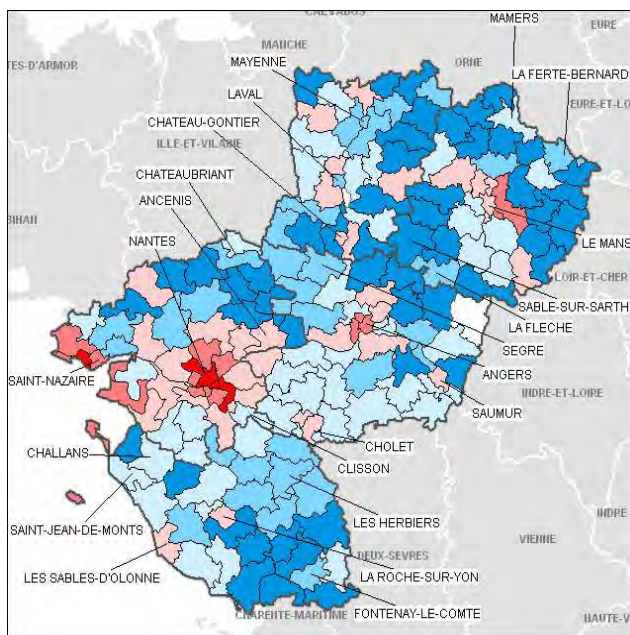 CALVADOS
MAMERS
EURE
MANCHE
ORNE
TES-D'ARMOR
MAYENNE
LA FERTE-BERNARD
LAVAL
EURE-ET-LO
CHATEAU-GONTIER
ILLE-ET-VILAINE
CHATEAUBRIANT
ANCENIS
BIHAN
NANTES
LE MANS
LOIR-ET-CHER
SABLE-SUR-SARTH
LA FLECHE
SEGRE
SAINT-NAZAIRE
ANGERS
INDRE-ET-LOIRE
SAUMUR
CHOLET
CHALLANS
CLISSON
INDRE
SAINT-JEAN-DE-MONTS
LES HERBIERS
VIENNE
DEUX-SEVRES
LES SABLES-D'OLONNE
LA ROCHE-SUR-YON
FONTENAY-LE-COMTE
CHARENTE-MARITIME
HAUTE-V